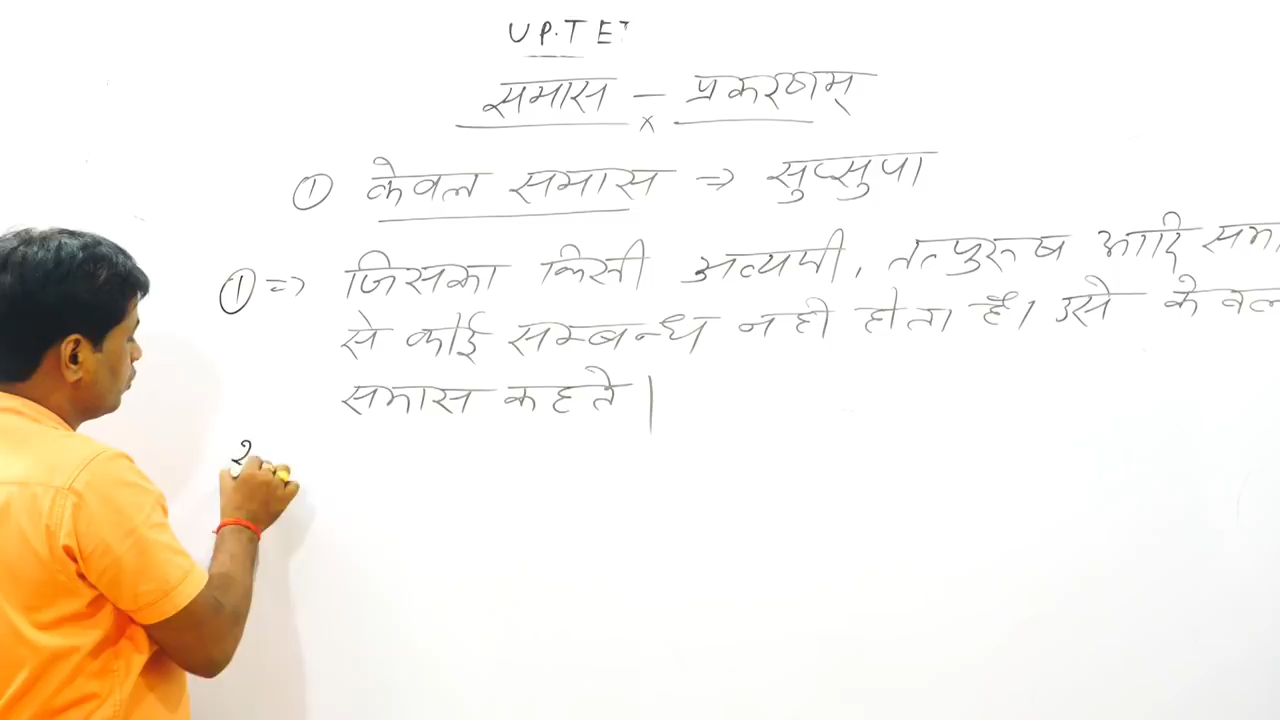 UP.TET
समास - प्रकरणम्
x
① केवल समास => सुप्सुपा
① => जिसका किसी अव्ययी, तत्पुरूष आदि समा
से कोई सम्बन्ध नही होता है। उसे केवल
समास कहते |
2